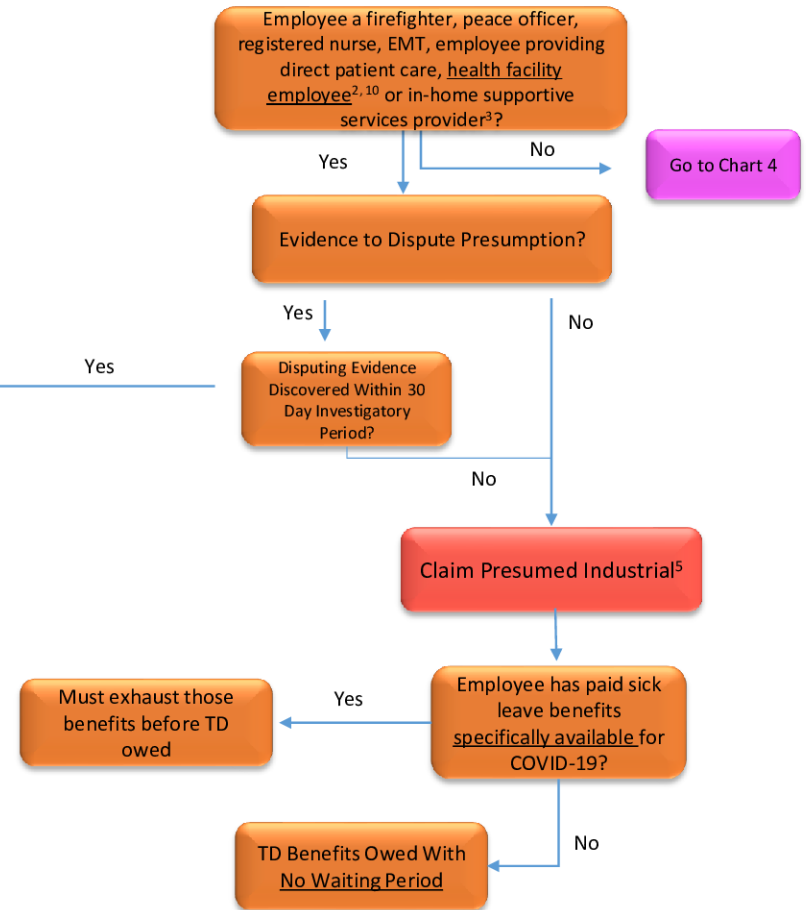 Employee a firefighter, peace officer,
registered nurse, EMT, employee providing
direct patient care, health facility
employee2, 10 or in-home supportive
services provider3?
No
Yes
Go to Chart 4
Evidence to Dispute Presumption?
Yes
No
Yes
Disputing Evidence
Discovered Within 30
Day Investigatory
Period?
No
Claim Presumed Industrial5
Employee has paid sick
leave benefits
specifically available for
COVID-19?
Yes
Must exhaust those
benefits before TD
owed
No
TD Benefits Owed With
No Waiting Period